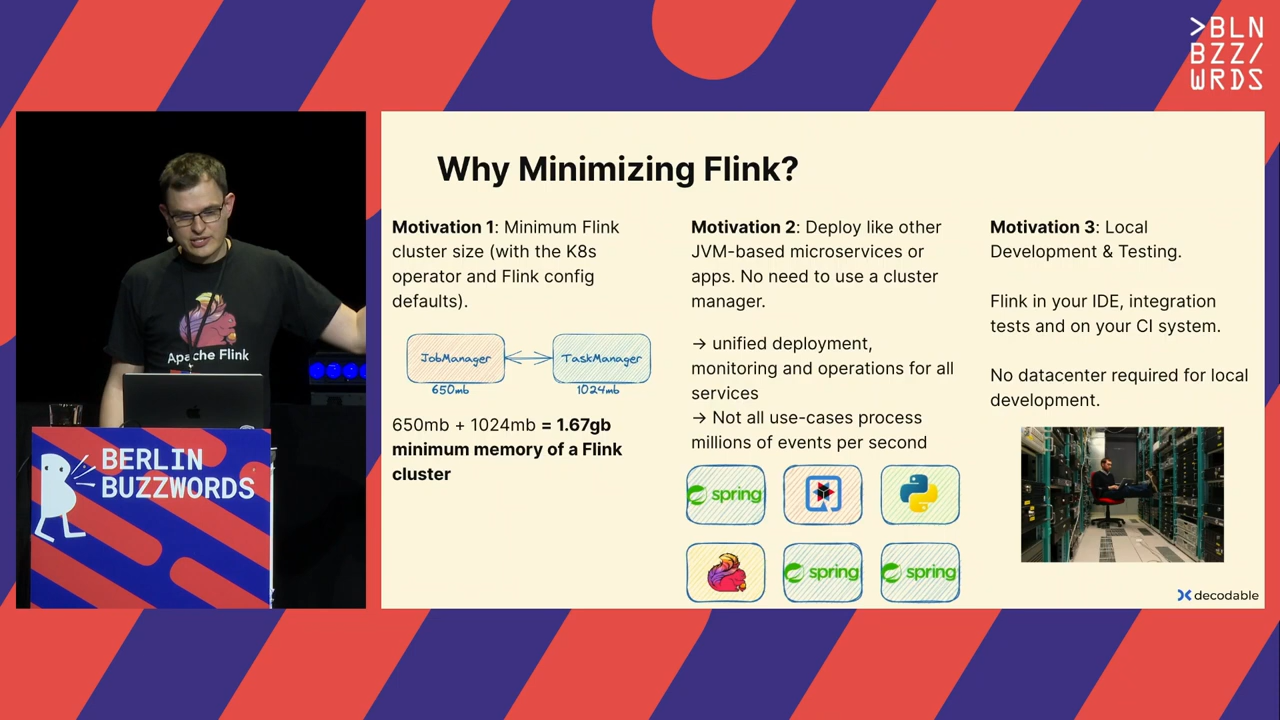 >BLN
BZZ/
WRDS
Why Minimizing Flink?
Motivation 1: Minimum Flink
cluster size (with the K8s
operator and Flink config
defaults).
JobManager
TaskManager
650mb
1024mb
650mb + 1024mb = 1.67gb
minimum memory of a Flink
cluster
Motivation 2: Deploy like other
JVM-based microservices or
apps. No need to use a cluster
manager.
→ unified deployment,
monitoring and operations for all
services
→ Not all use-cases process
millions of events per second
spring
spring
spring
Motivation 3: Local
Development & Testing.
Flink in your IDE, integration
tests and on your CI system.
No datacenter required for local
development.
decodable
Apache Flink
BERLIN
BUZZWORDS